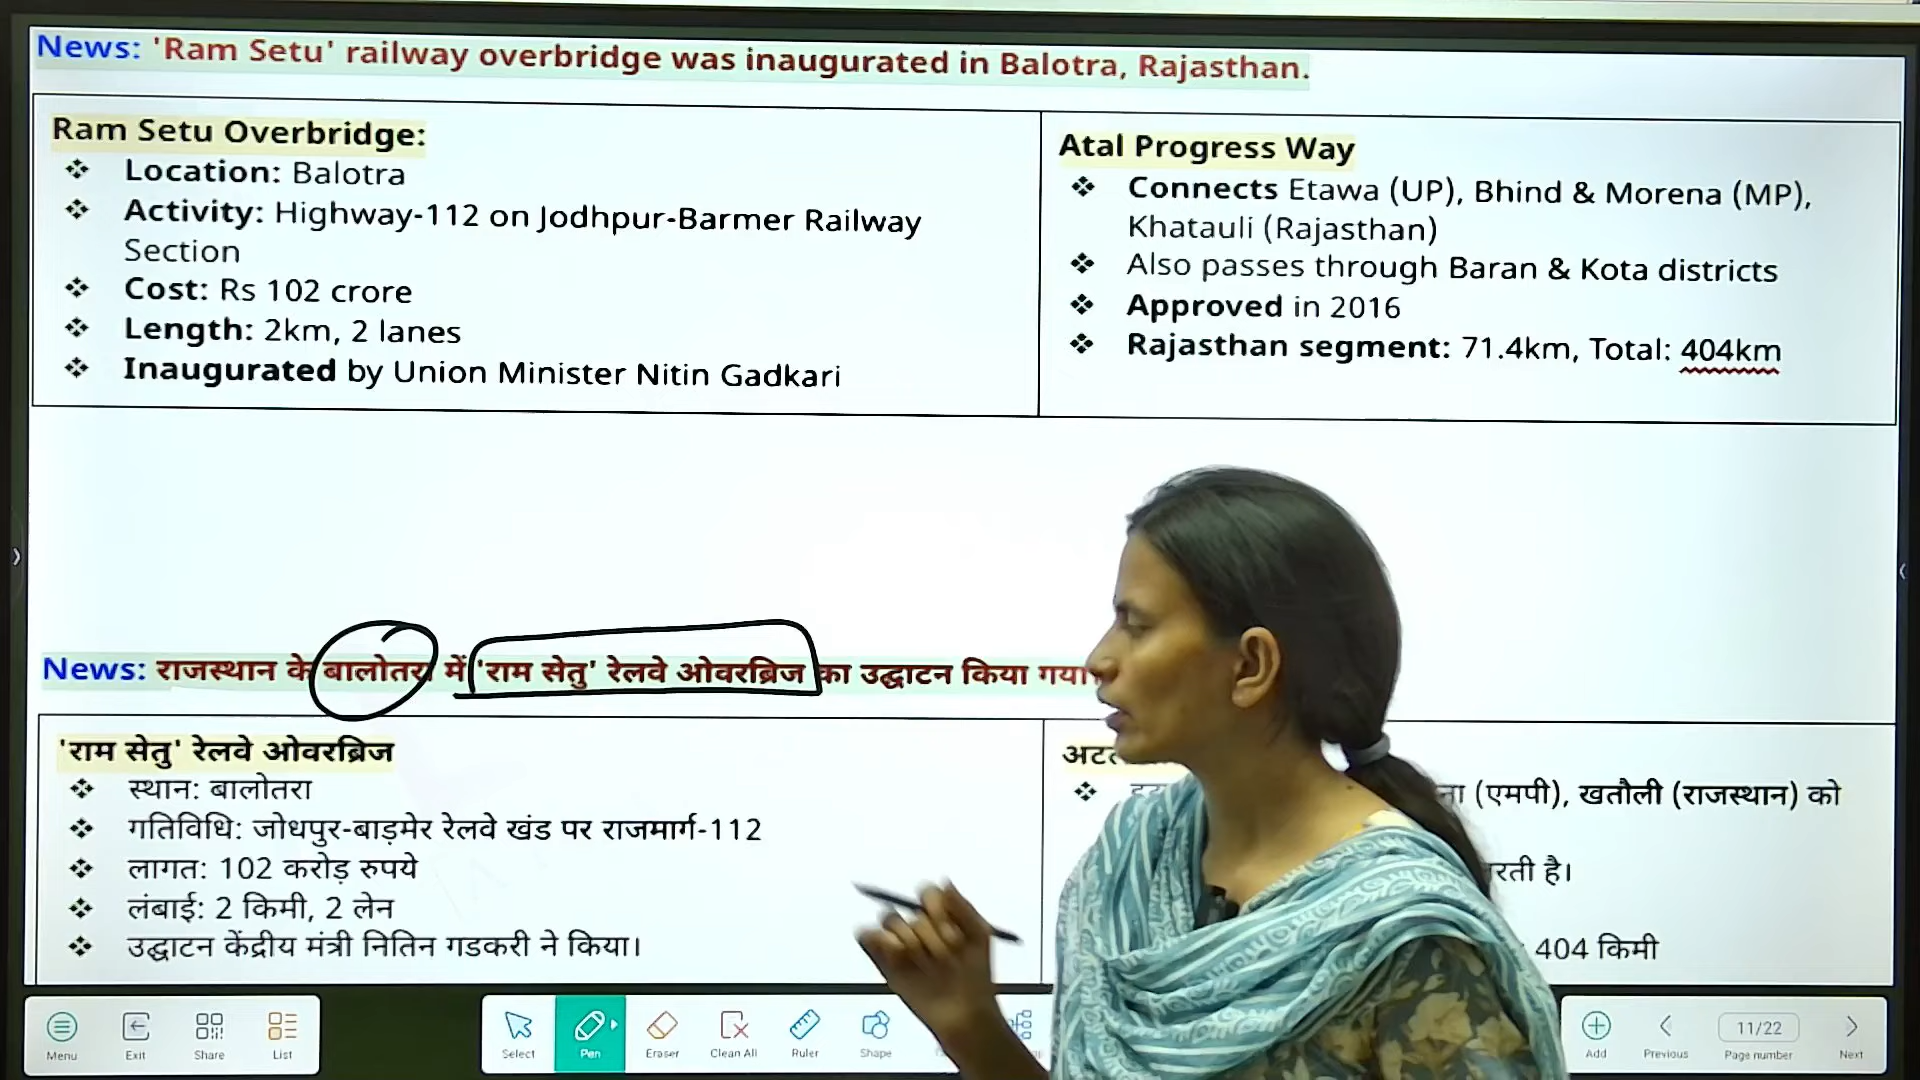 News: 'Ram Setu' railway overbridge was inaugurated in Balotra, Rajasthan.
Ram Setu Overbridge:
❖ Location: Balotra
❖ Activity: Highway-112 on Jodhpur-Barmer Railway
Section
❖ Cost: Rs 102 crore
❖ Length: 2km, 2 lanes
❖ Inaugurated by Union Minister Nitin Gadkari
Atal Progress Way
❖ Connects Etawa (UP), Bhind & Morena (MP),
Khatauli (Rajasthan)
❖ Also passes through Baran & Kota districts
❖ Approved in 2016
❖ Rajasthan segment: 71.4km, Total: 404km
News: राजस्थान के बालोतरा में 'राम सेतु' रेलवे ओवरब्रिज का उद्घाटन किया गया
'राम सेतु' रेलवे ओवरब्रिज
❖ स्थान: बालोतरा
❖ गतिविधि: जोधपुर-बाड़मेर रेलवे खंड पर राजमार्ग-112
❖ लागत: 102 करोड़ रुपये
❖ लंबाई: 2 किमी, 2 लेन
❖ उद्घाटन केंद्रीय मंत्री नितिन गडकरी ने किया।
❖ (एमपी), खतौली (राजस्थान) को
है।
404 किमी
Menu Exit Share List Select Pen Eraser Clean All Ruler Shape Add Previous 11/22 Page number Next